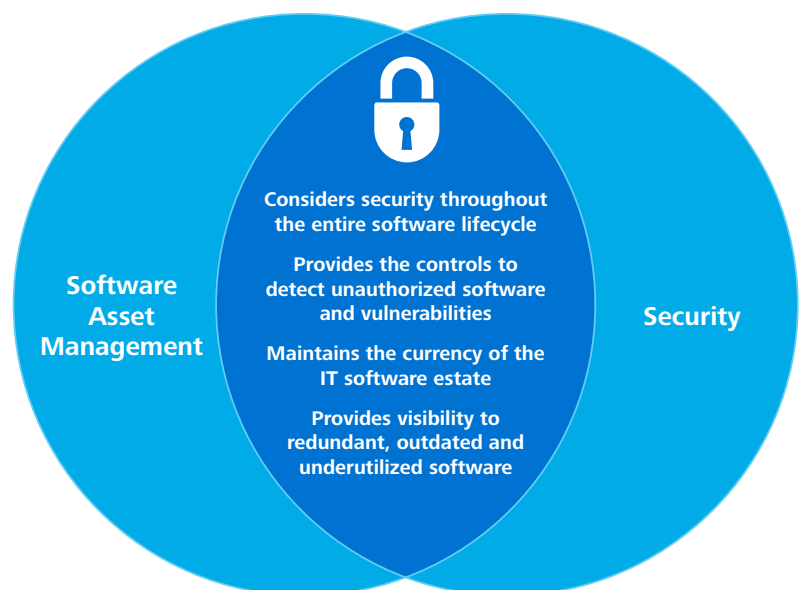 Considers security throughout
the entire software lifecycle
Provides the controls to
detect unauthorized software
and vulnerabilities
Maintains the currency of the
IT software estate
Provides visibility to
redundant, outdated and
underutilized software
Software
Asset
Management
Security